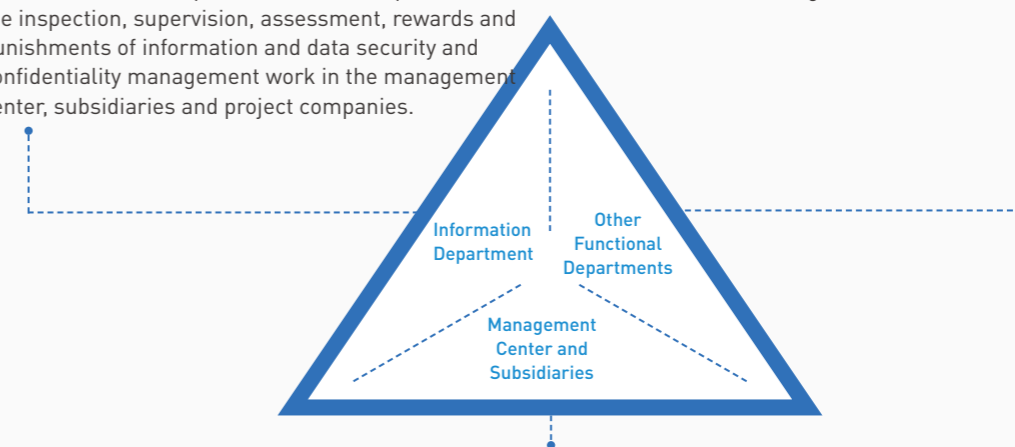 e inspection, supervision, assessment, rewards and
unishments of information and data security and
onfidentiality management work in the management
enter, subsidiaries and project companies.
Information
Department
Other
Functional
Departments
Management
Center and
Subsidiaries